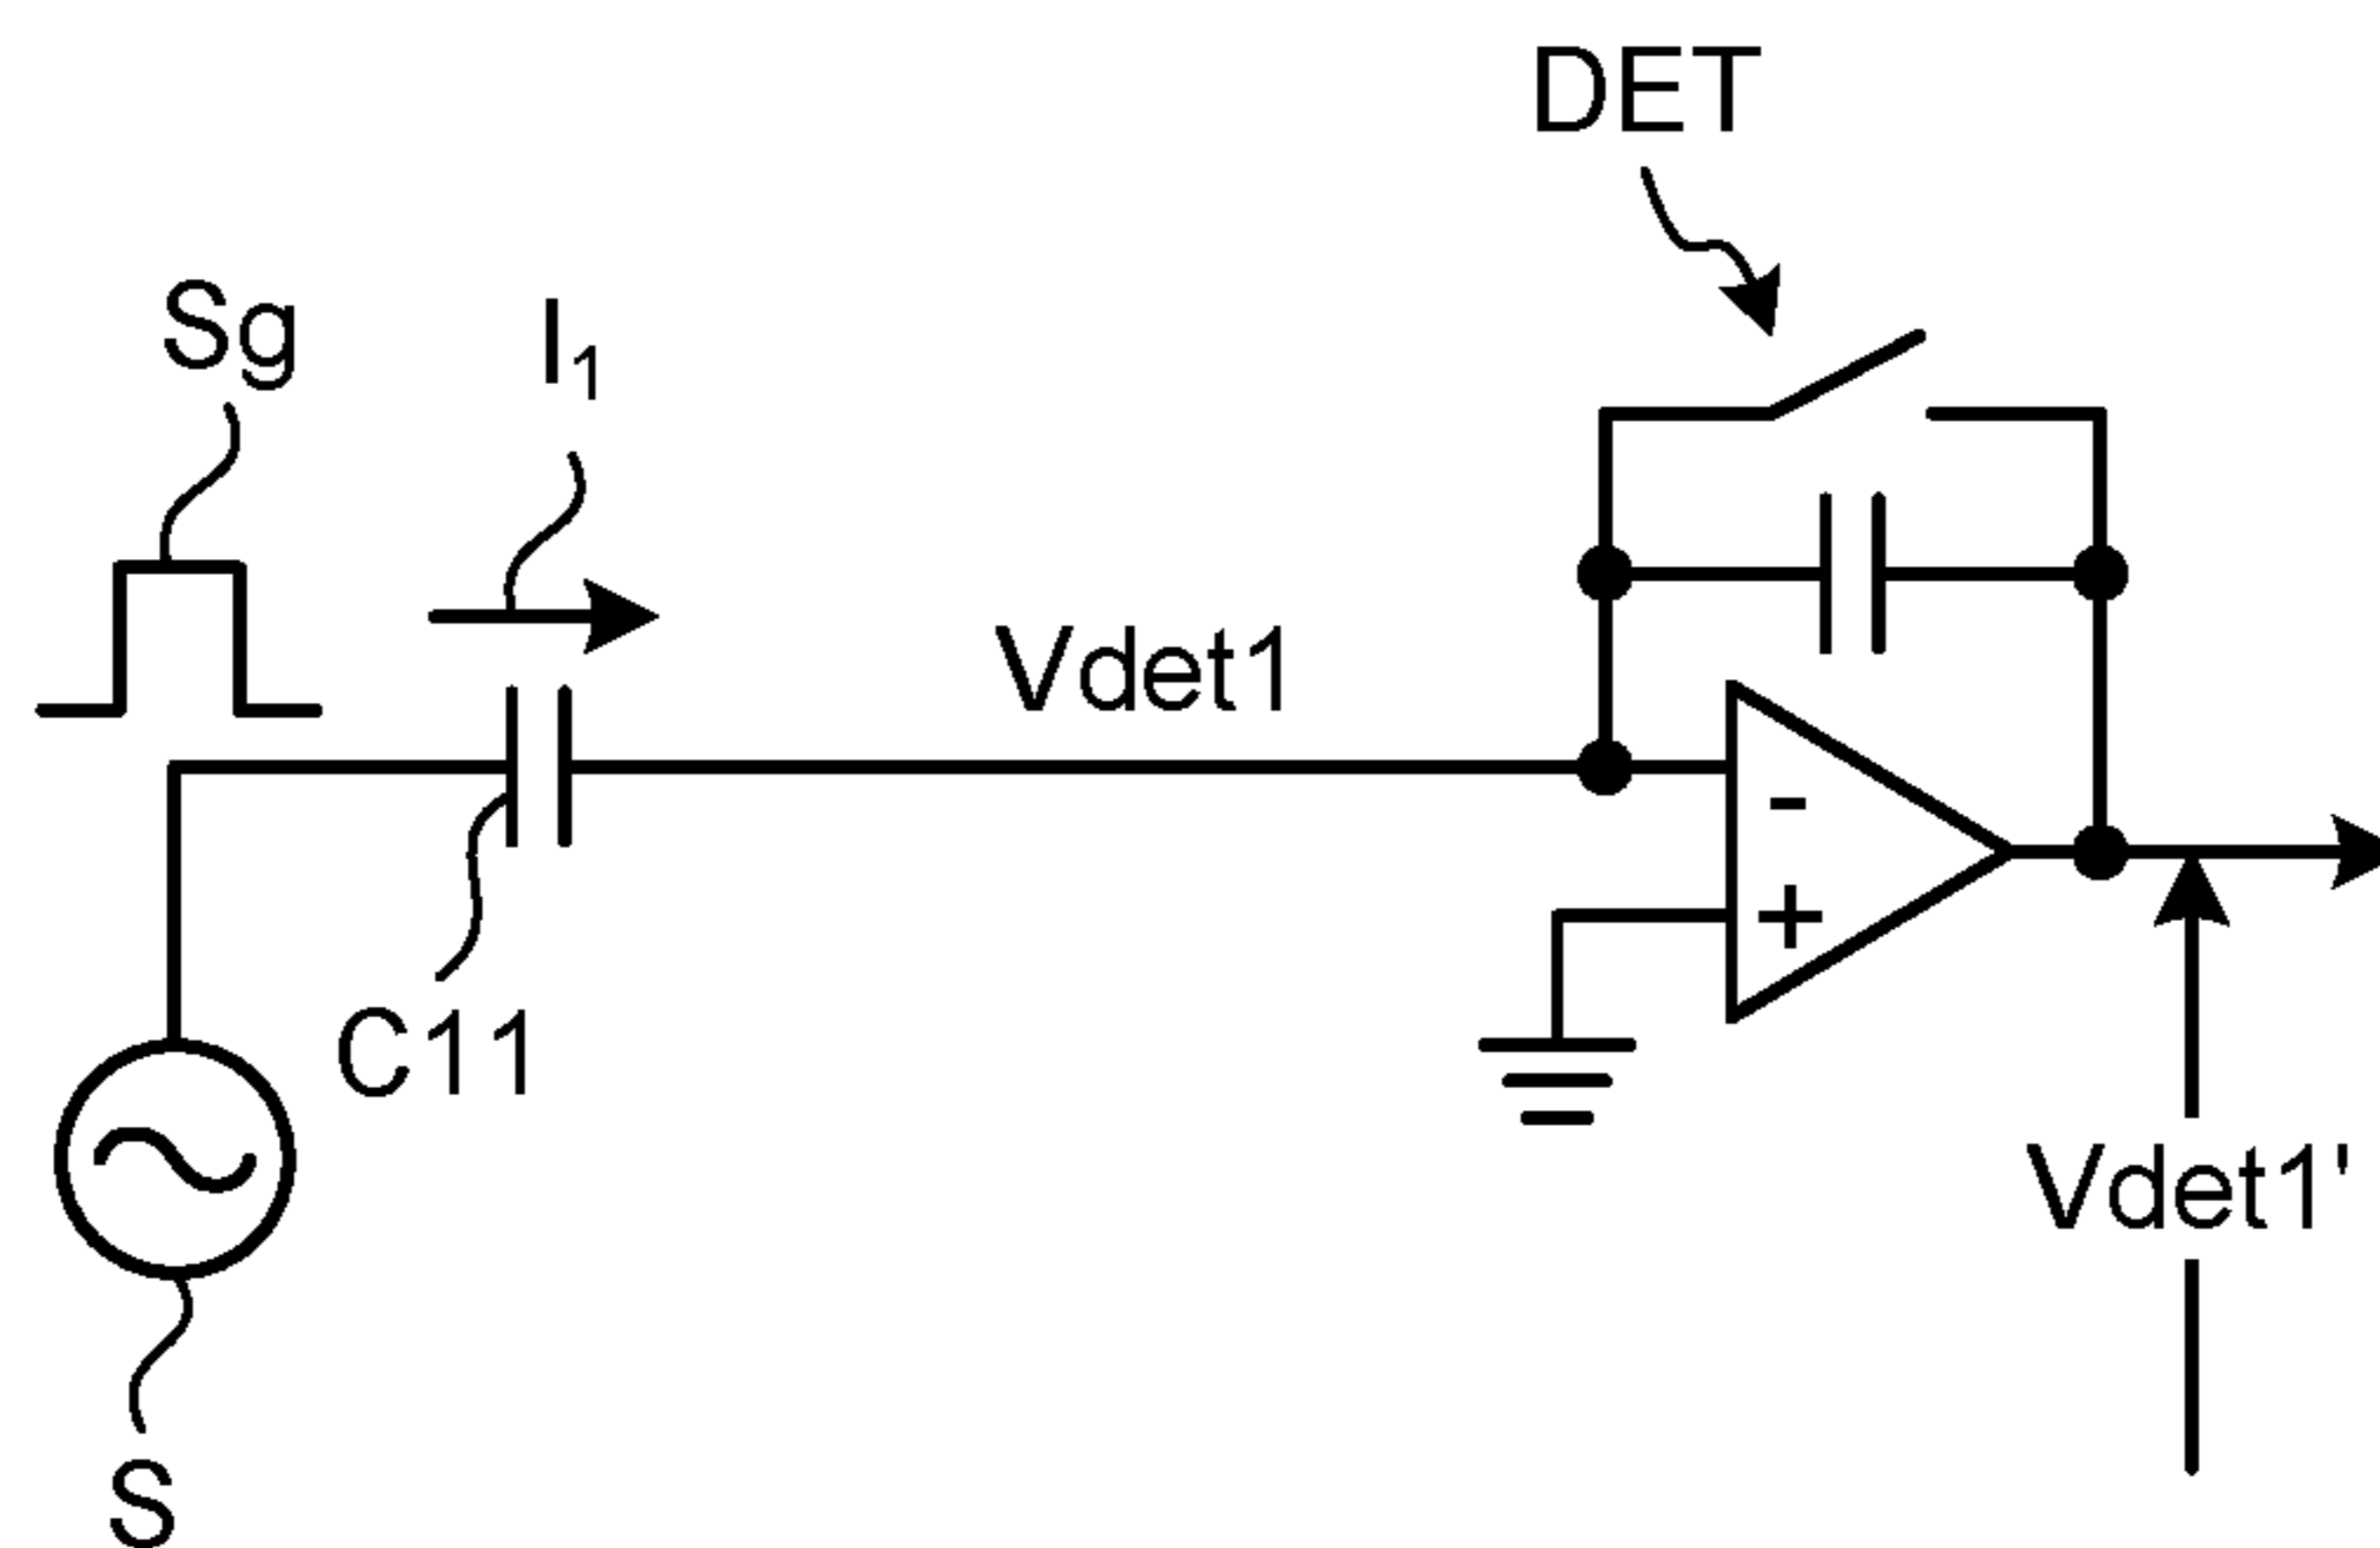 DET
Sg
I₁
Vdet1
-
+
C11
Vdet1'
S